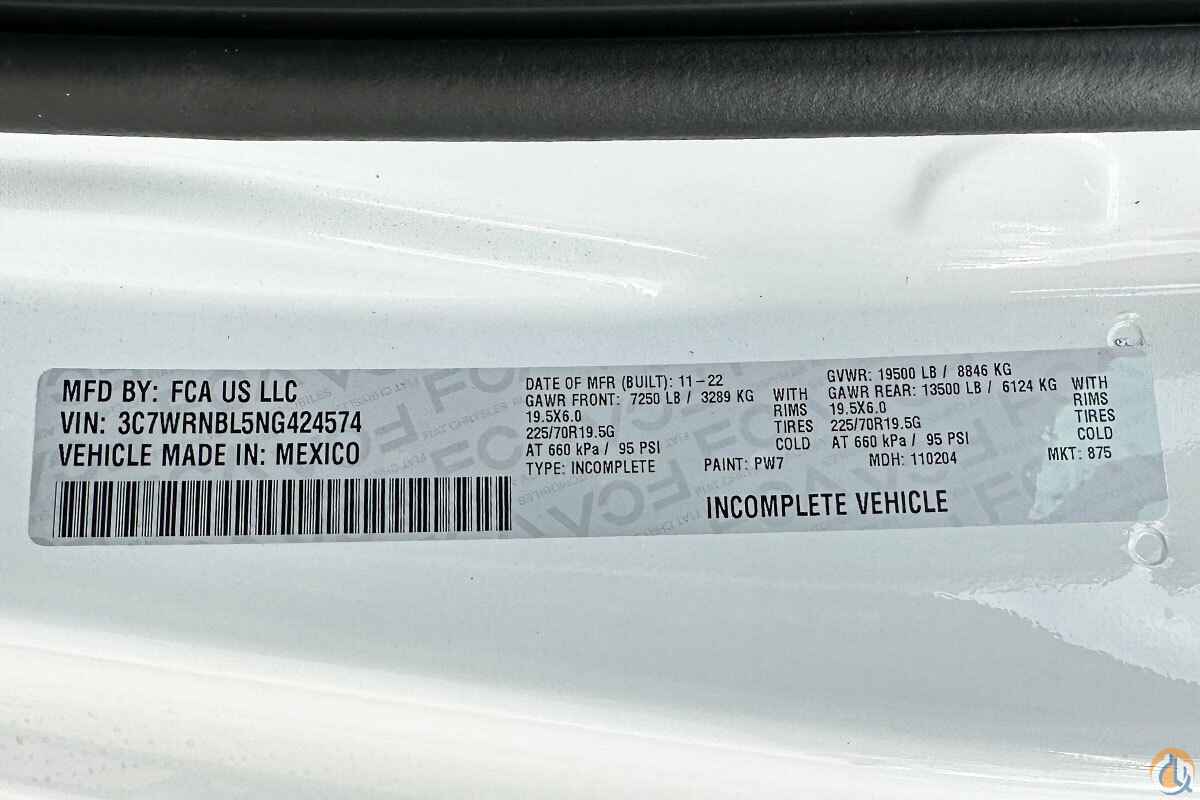 MFD BY: FCA US LLC
VIN: 3C7WRNBL5NG424574
VEHICLE MADE IN: MEXICO
DATE OF MFR (BUILT): 11-22
GAWR FRONT: 7250 LB / 3289 KG WITH
19.5X6.0 RIMS
225/70R19.5G TIRES
AT 660 kPa / 95 PSI COLD
TYPE: INCOMPLETE
GVWR: 19500 LB / 8846 KG
GAWR REAR: 13500 LB / 6124 KG WITH
19.5X6.0 RIMS
225/70R19.5G TIRES
AT 660 kPa / 95 PSI COLD
PAINT: PW7 MDH: 110204 MKT: 875
INCOMPLETE VEHICLE